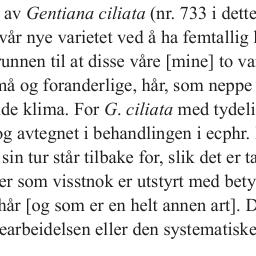 av Gentiana ciliata (nr. 733 i dette
vår nye varietet ved å ha femtallig
unnen til at disse våre [mine] to va
må og foranderlige, hår, som neppe
de klima. For G. ciliata med tydeli
og avtegnet i behandlingen i ecphr.
sin tur står tilbake for, slik det er ta
er som visstnok er utstyrt med bety
hår [og som er en helt annen art]. D
earbeidelsen eller den systematiske